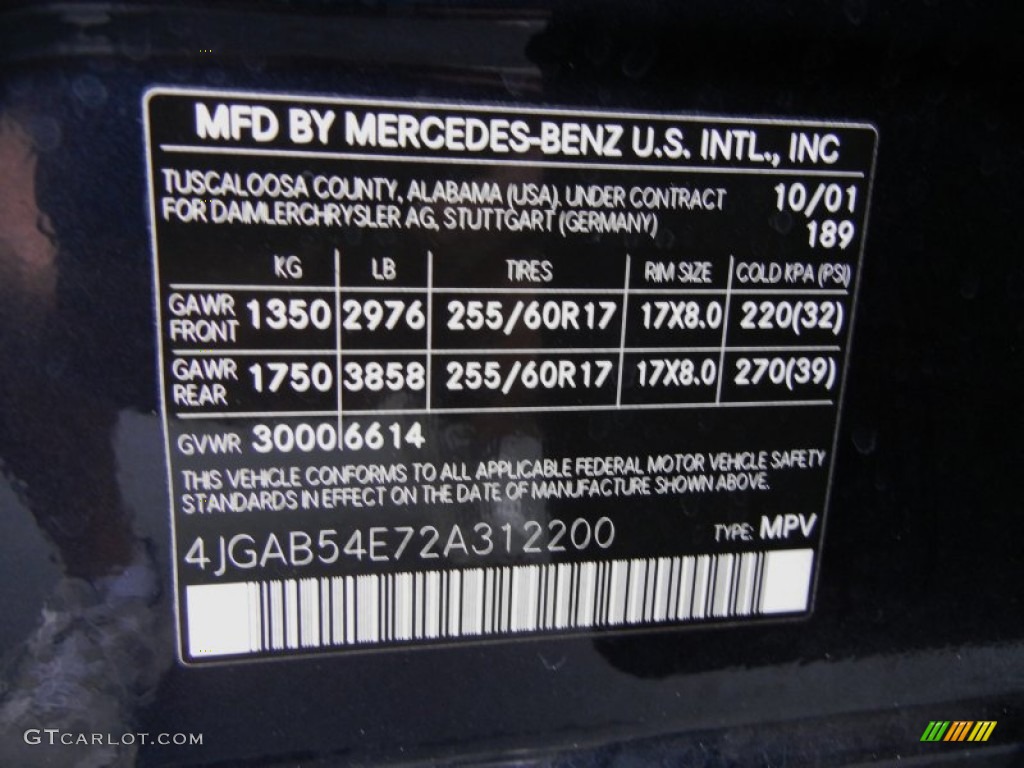 MFD BY MERCEDES-BENZ U.S. INTL., INC
TUSCALOOSA COUNTY, ALABAMA (USA). UNDER CONTRACT 10/01
FOR DAIMLERCHRYSLER AG, STUTTGART (GERMANY) 189
KG LB TIRES RIM SIZE COLD KPA (PSI)
GAWR FRONT 1350 2976 255/60R17 17X8.0 220(32)
GAWR REAR 1750 3858 255/60R17 17X8.0 270(39)
GVWR 3000 6614
THIS VEHICLE CONFORMS TO ALL APPLICABLE FEDERAL MOTOR VEHICLE SAFETY
STANDARDS IN EFFECT ON THE DATE OF MANUFACTURE SHOWN ABOVE.
4JGAB54E72A312200 TYPE: MPV
GTCARLOT.COM